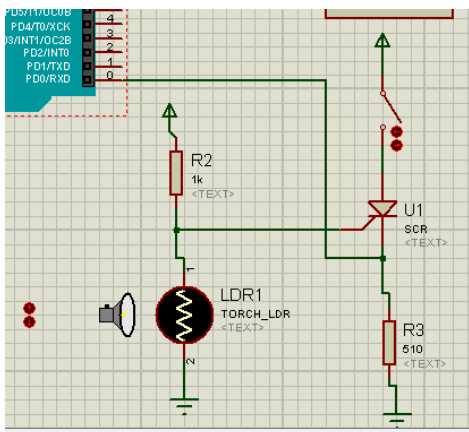 PD5/T1/OC0B
PD4/T0/XCK 4
D3/INT1/OC2B 3
PD2/INT0 2
PD1/TXD 1
PD0/RXD 0
R2
1k
<TEXT>
U1
SCR
<TEXT>
1
LDR1
TORCH_LDR
<TEXT>
2
R3
510
<TEXT>